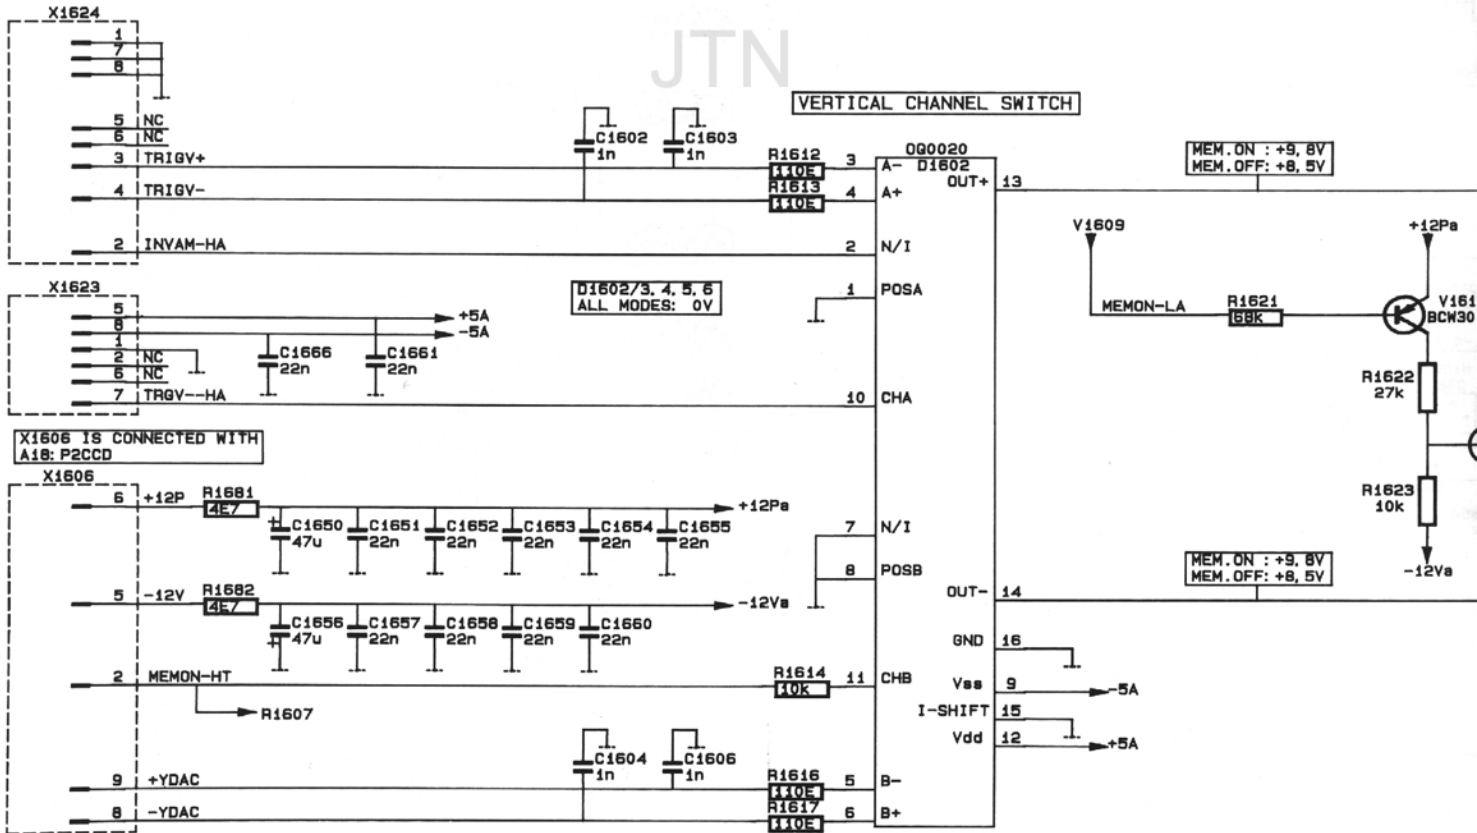 JTN
X1624
1
7
8
5 NC
6 NC
3 TRIGV+
4 TRIGV-
2 INVAM-HA
C1602
1n
C1603
1n
VERTICAL CHANNEL SWITCH
OQ0020
D1602
R1612
110E
R1613
110E
3 A-
4 A+
2 N/I
1 POSA
OUT+ 13
MEM.ON : +9,8V
MEM.OFF: +8,5V
V1609
MEMON-LA
R1621
68k
+12Pa
V161
BCW30
R1622
27k
R1623
10k
-12Va
X1623
5
8
1
2 NC
6 NC
7 TRGV--HA
+5A
-5A
C1666
22n
C1661
22n
D1602/3,4,5,6
ALL MODES: 0V
10 CHA
X1606 IS CONNECTED WITH
A18: P2CCD
X1606
6 +12P
R1681
4E7
+12Pa
C1650
47u
C1651
22n
C1652
22n
C1653
22n
C1654
22n
C1655
22n
7 N/I
8 POSB
5 -12V
R1682
4E7
-12Va
C1656
47u
C1657
22n
C1658
22n
C1659
22n
C1660
22n
MEM.ON : +9,8V
MEM.OFF: +8,5V
OUT- 14
GND 16
Vss 9
-5A
I-SHIFT 15
Vdd 12
+5A
2 MEMON-HT
R1607
R1614
10k
11 CHB
C1604
1n
C1606
1n
9 +YDAC
8 -YDAC
R1616
110E
R1617
110E
5 B-
6 B+